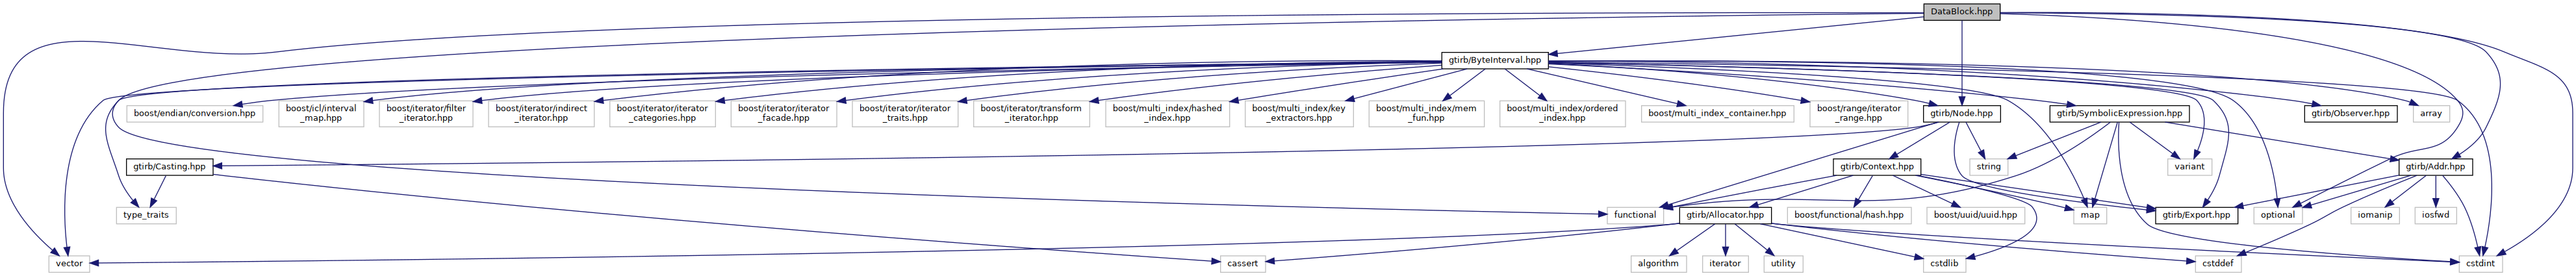 DataBlock.hpp
gtirb/ByteInterval.hpp
boost/endian/conversion.hpp
boost/icl/interval
_map.hpp
boost/iterator/filter
_iterator.hpp
boost/iterator/indirect
_iterator.hpp
boost/iterator/iterator
_categories.hpp
boost/iterator/iterator
_facade.hpp
boost/iterator/iterator
_traits.hpp
boost/iterator/transform
_iterator.hpp
boost/multi_index/hashed
_index.hpp
boost/multi_index/key
_extractors.hpp
boost/multi_index/mem
_fun.hpp
boost/multi_index/ordered
_index.hpp
boost/multi_index_container.hpp
boost/range/iterator
_range.hpp
gtirb/Node.hpp
gtirb/SymbolicExpression.hpp
gtirb/Observer.hpp
array
gtirb/Casting.hpp
gtirb/Context.hpp
string
variant
gtirb/Addr.hpp
type_traits
functional
gtirb/Allocator.hpp
boost/functional/hash.hpp
boost/uuid/uuid.hpp
map
gtirb/Export.hpp
optional
iomanip
iosfwd
vector
cassert
algorithm
iterator
utility
cstdlib
cstddef
cstdint